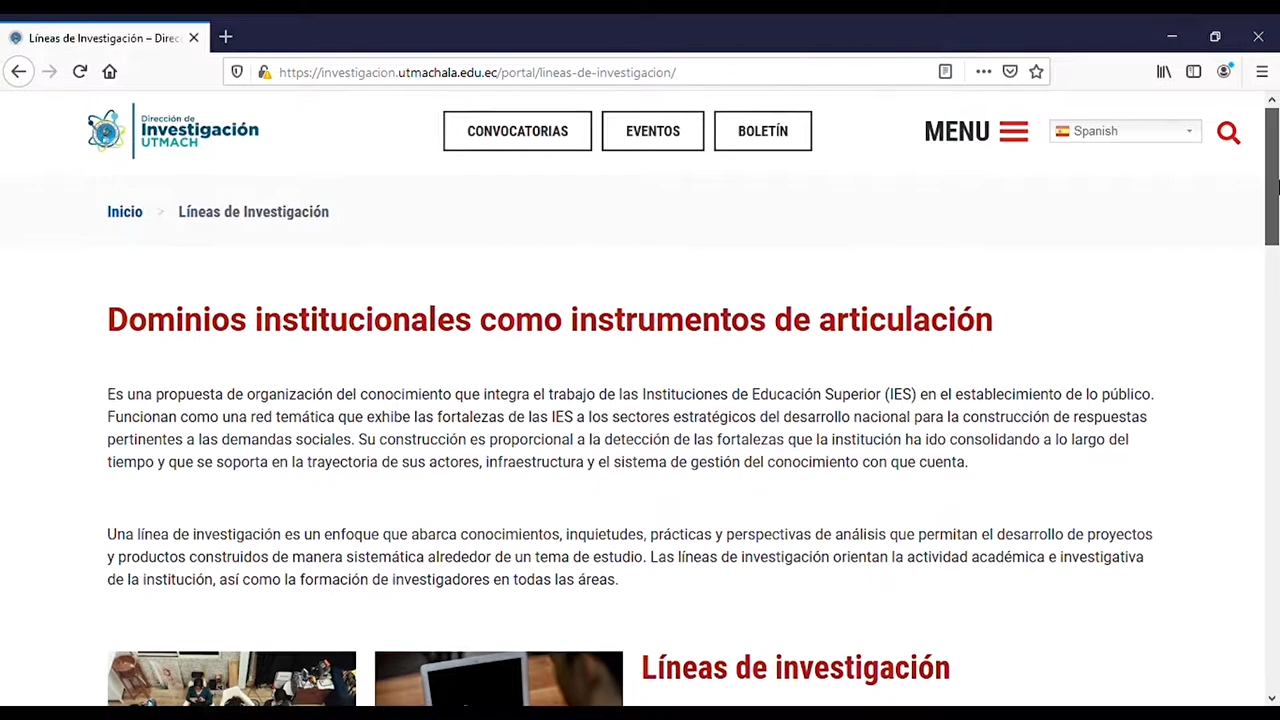 Líneas de Investigación – Direc
https://investigacion.utmachala.edu.ec/portal/lineas-de-investigacion/
Dirección de
Investigación
UTMACH
CONVOCATORIAS
EVENTOS
BOLETÍN
MENU
Spanish
Inicio > Líneas de Investigación
Dominios institucionales como instrumentos de articulación
Es una propuesta de organización del conocimiento que integra el trabajo de las Instituciones de Educación Superior (IES) en el establecimiento de lo público.
Funcionan como una red temática que exhibe las fortalezas de las IES a los sectores estratégicos del desarrollo nacional para la construcción de respuestas
pertinentes a las demandas sociales. Su construcción es proporcional a la detección de las fortalezas que la institución ha ido consolidando a lo largo del
tiempo y que se soporta en la trayectoria de sus actores, infraestructura y el sistema de gestión del conocimiento con que cuenta.
Una línea de investigación es un enfoque que abarca conocimientos, inquietudes, prácticas y perspectivas de análisis que permitan el desarrollo de proyectos
y productos construidos de manera sistemática alrededor de un tema de estudio. Las líneas de investigación orientan la actividad académica e investigativa
de la institución, así como la formación de investigadores en todas las áreas.
Líneas de investigación